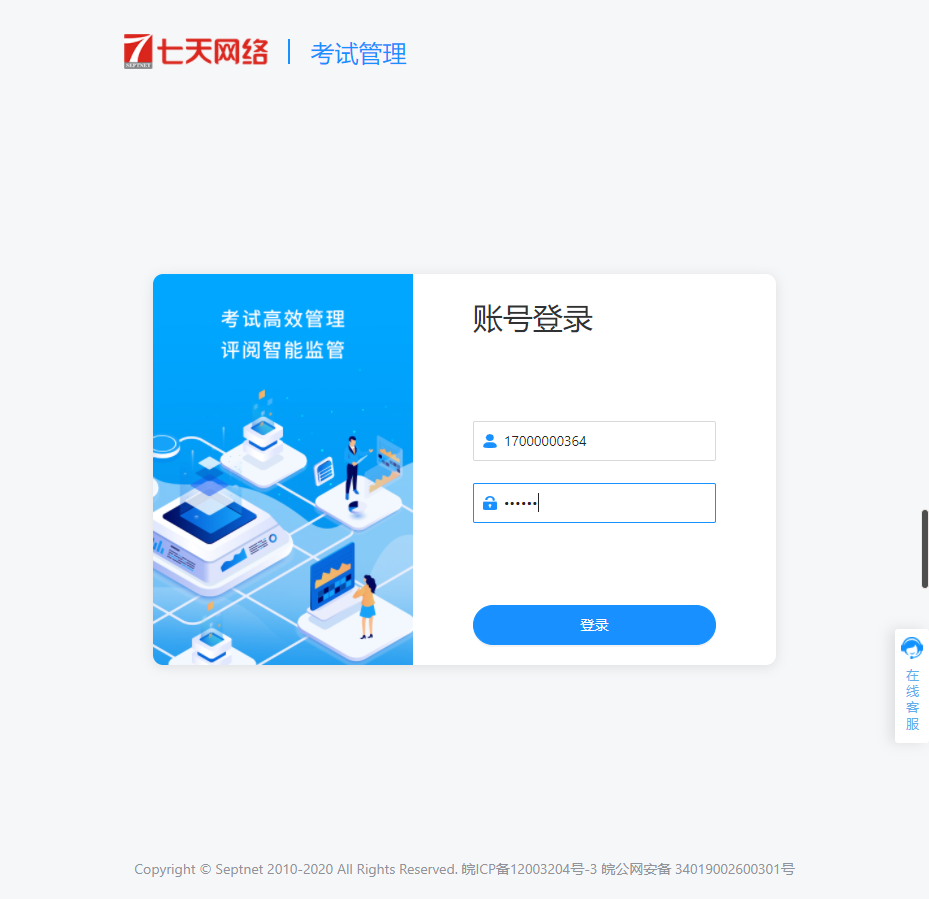 7
SEPTNET
七天网络
考试管理
考试高效管理
评阅智能监管
账号登录
17000000364
••••••
登录
在
线
客
服
Copyright © Septnet 2010-2020 All Rights Reserved. 皖ICP备12003204号-3 皖公网安备 34019002600301号